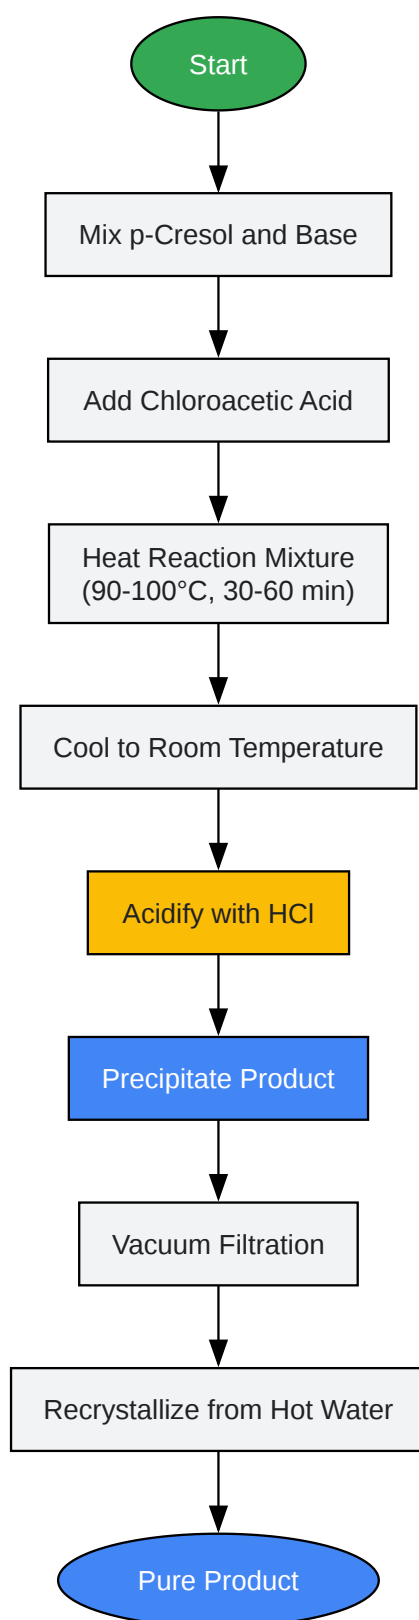 Start
Mix p-Cresol and Base
Add Chloroacetic Acid
Heat Reaction Mixture
(90-100°C, 30-60 min)
Cool to Room Temperature
Acidify with HCl
Precipitate Product
Vacuum Filtration
Recrystallize from Hot Water
Pure Product